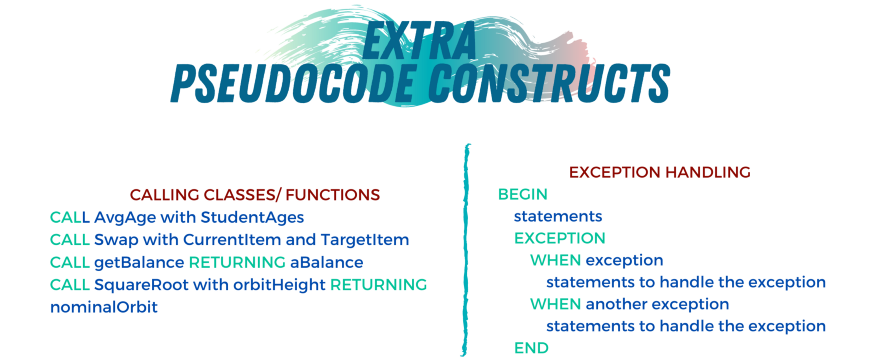 EXTRA
PSEUDOCODE CONSTRUCTS
CALLING CLASSES/ FUNCTIONS
CALL AvgAge with StudentAges
CALL Swap with CurrentItem and TargetItem
CALL getBalance RETURNING aBalance
CALL SquareRoot with orbitHeight RETURNING
nominalOrbit
EXCEPTION HANDLING
BEGIN
statements
EXCEPTION
WHEN exception
statements to handle the exception
WHEN another exception
statements to handle the exception
END